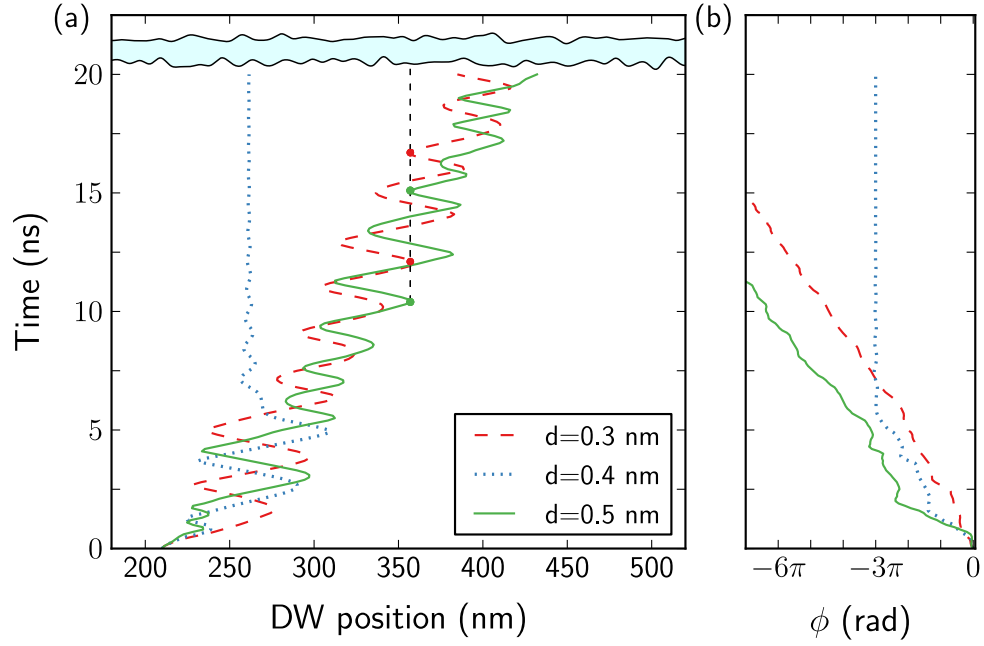 (a)
(b)
20
15
10
5
0
Time (ns)
d=0.3 nm
d=0.4 nm
d=0.5 nm
200 250 300 350 400 450 500
−6π −3π 0
DW position (nm)
ϕ (rad)